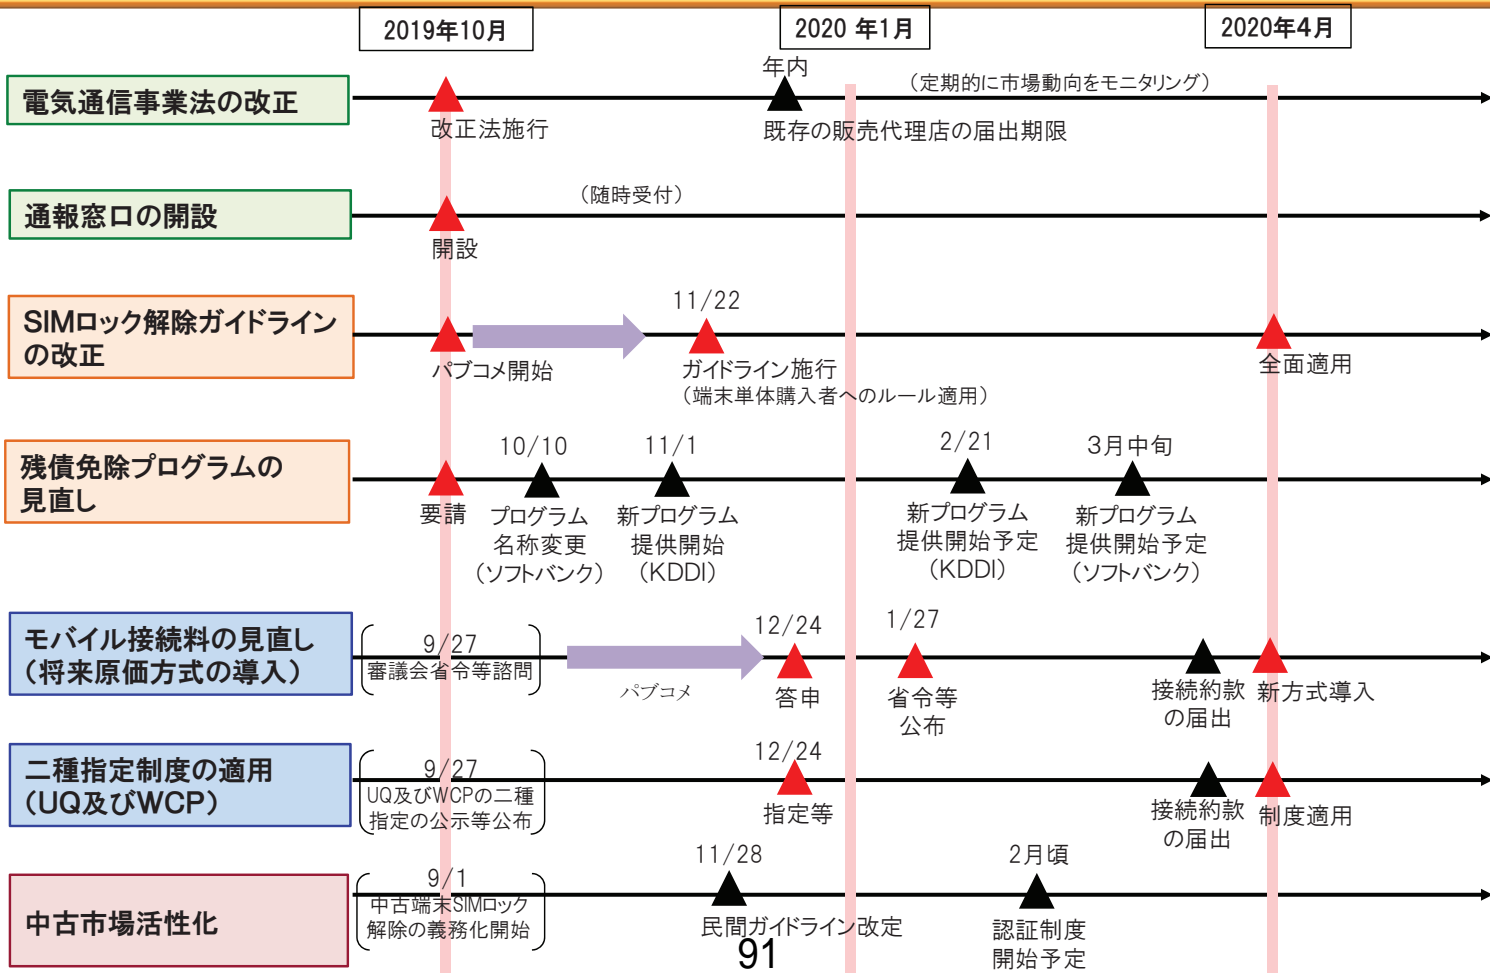 2019年10月
2020 年1月
2020年4月
電気通信事業法の改正
年内
（定期的に市場動向をモニタリング）
改正法施行
既存の販売代理店の届出期限
通報窓口の開設
（随時受付）
開設
SIMロック解除ガイドライン
の改正
11/22
パブコメ開始
ガイドライン施行
（端末単体購入者へのルール適用）
全面適用
残債免除プログラムの
見直し
10/10
11/1
2/21
3月中旬
要請
プログラム
名称変更
（ソフトバンク）
新プログラム
提供開始
（KDDI）
新プログラム
提供開始予定
（KDDI）
新プログラム
提供開始予定
（ソフトバンク）
モバイル接続料の見直し
（将来原価方式の導入）
9/27
審議会省令等諮問
パブコメ
12/24
答申
1/27
省令等
公布
接続約款
の届出
新方式導入
二種指定制度の適用
（UQ及びWCP）
9/27
UQ及びWCPの二種
指定の公示等公布
12/24
指定等
接続約款
の届出
制度適用
中古市場活性化
9/1
中古端末SIMロック
解除の義務化開始
11/28
民間ガイドライン改定
2月頃
認証制度
開始予定
91